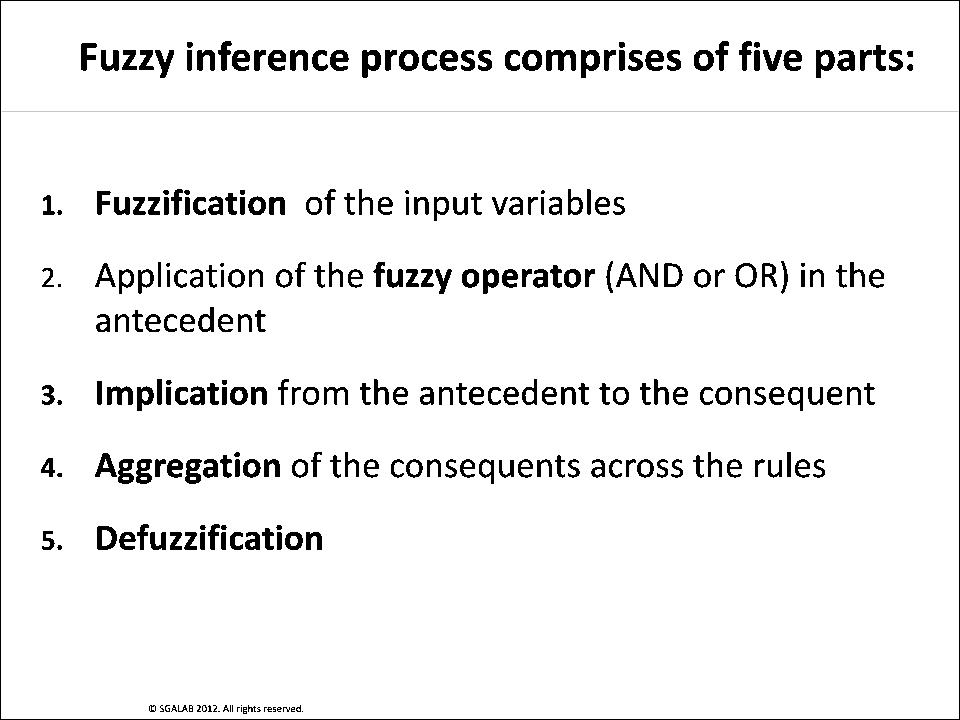 Fuzzy inference process comprises of five parts:
1. Fuzzification of the input variables
2. Application of the fuzzy operator (AND or OR) in the
antecedent
3. Implication from the antecedent to the consequent
4. Aggregation of the consequents across the rules
5. Defuzzification
© SGALAB 2012. All rights reserved.